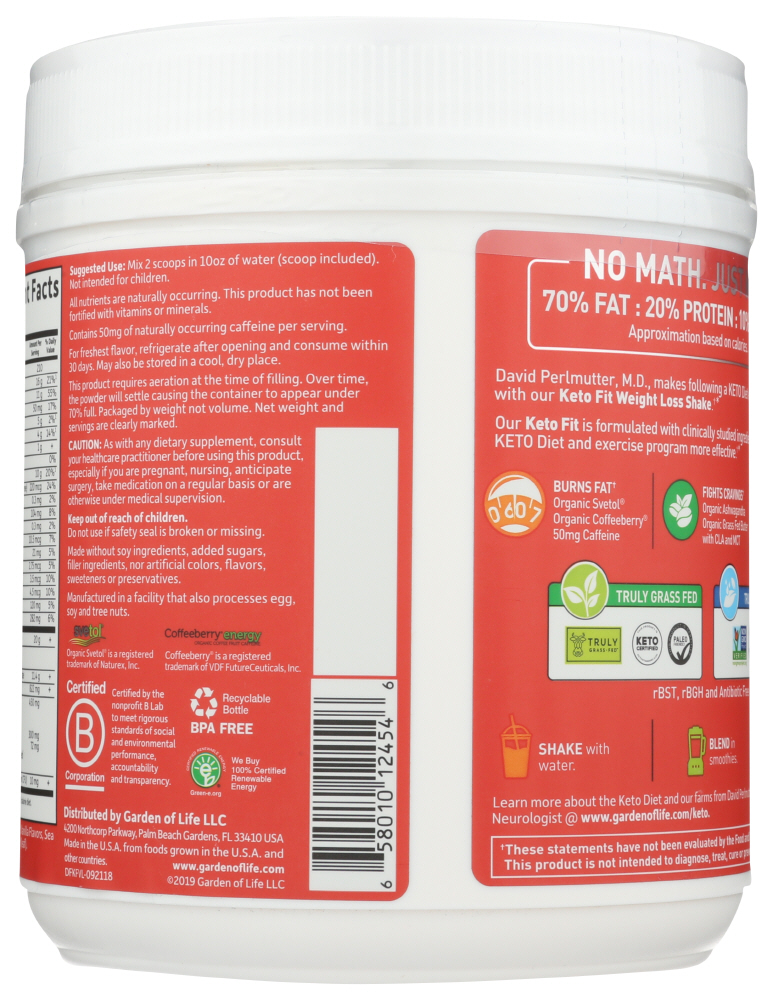 t Facts
Amount Per Serving
% Daily Value
210
Suggested Use: Mix 2 scoops in 10oz of water (scoop included).
Not intended for children.
All nutrients are naturally occurring. This product has not been
fortified with vitamins or minerals.
Contains 50mg of naturally occurring caffeine per serving.
For freshest flavor, refrigerate after opening and consume within
30 days. May also be stored in a cool, dry place.
This product requires aeration at the time of filling. Over time,
the powder will settle causing the container to appear under
70% full. Packaged by weight not volume. Net weight and
servings are clearly marked.
CAUTION: As with any dietary supplement, consult
your healthcare practitioner before using this product,
especially if you are pregnant, nursing, anticipate
surgery, take medication on a regular basis or are
otherwise under medical supervision.
Keep out of reach of children.
Do not use if safety seal is broken or missing.
Made without soy ingredients, added sugars,
filler ingredients, nor artificial colors, flavors,
sweeteners or preservatives.
Manufactured in a facility that also processes egg,
soy and tree nuts.
svetol
Organic Svetol® is a registered
trademark of Naturex, Inc.
Coffeeberry energy
Coffeeberry® is a registered
trademark of VDF FutureCeuticals, Inc.
Certified
B
Corporation
Certified by the
nonprofit B Lab
to meet rigorous
standards of social
and environmental
performance,
accountability
and transparency.
Recyclable
Bottle
BPA FREE
Green-e.org
We Buy
100% Certified
Renewable
Energy
Distributed by Garden of Life LLC
4200 Northcorp Parkway, Palm Beach Gardens, FL 33410 USA
Made in the U.S.A. from foods grown in the U.S.A. and
other countries.
www.gardenoflife.com
DFKFVL-092118
©2019 Garden of Life LLC
6 58010 12454 6
NO MATH. JUST
70% FAT : 20% PROTEIN : 10%
Approximation based on calories.
David Perlmutter, M.D., makes following a KETO
with our Keto Fit Weight Loss Shake.
Our Keto Fit is formulated with clinically studied
KETO Diet and exercise program more effective.
BURNS FAT†
Organic Svetol®
Organic Coffeeberry®
50mg Caffeine
FIGHTS CRAVINGS†
Organic Ashwagandha
Organic Grass Fed Butter
with CLA and MCT
TRULY GRASS FED
TRULY
GRASS-FED
KETO
CERTIFIED
PALEO
rBST, rBGH and Antibiotic Free
SHAKE with
water.
BLEND in
smoothies
Learn more about the Keto Diet and our farms from David
Neurologist @ www.gardenoflife.com/keto.
†These statements have not been evaluated by the Food and
This product is not intended to diagnose, treat, cure or